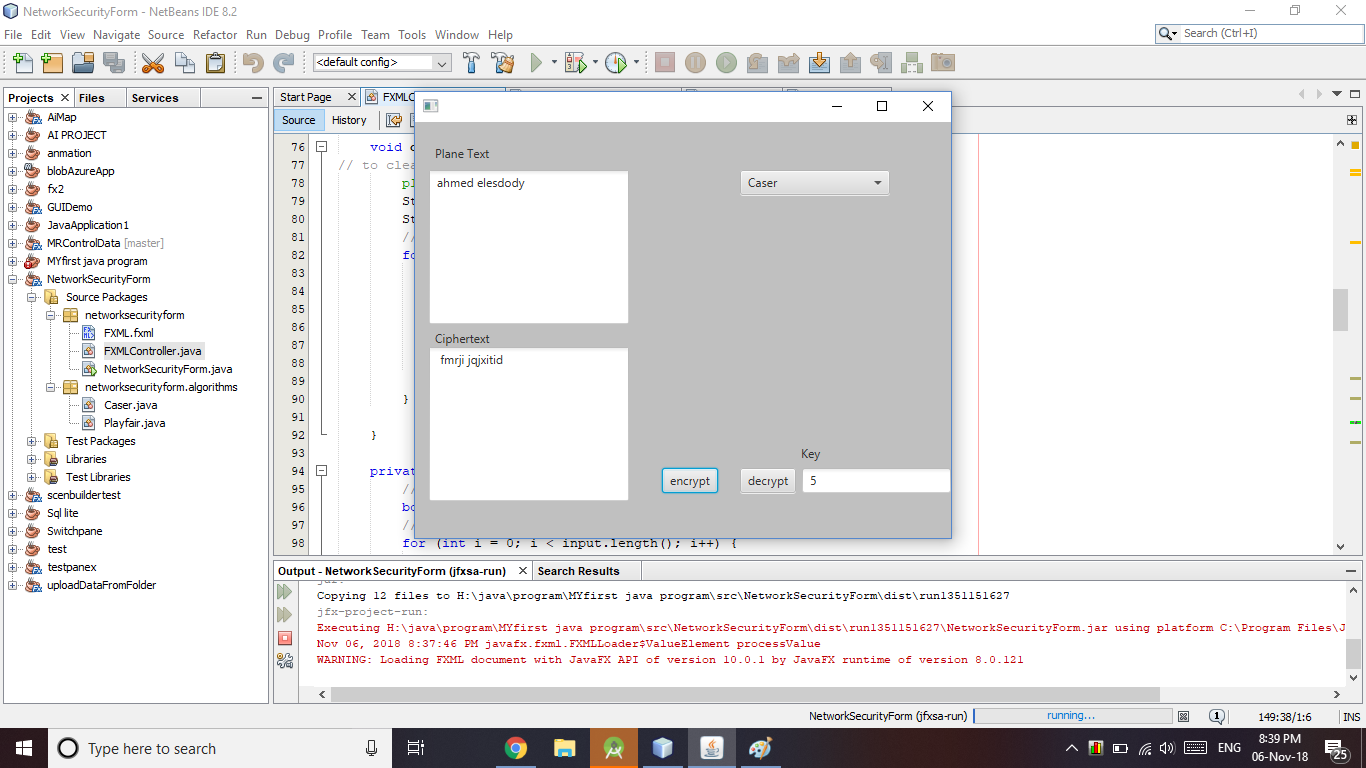 NetworkSecurityForm - NetBeans IDE 8.2
File Edit View Navigate Source Refactor Run Debug Profile Team Tools Window Help
Search (Ctrl+I)
<default config>
Projects Files Services
AiMap
AI PROJECT
anmation
blobAzureApp
fx2
GUIDemo
JavaApplication1
MRControlData [master]
MYfirst java program
NetworkSecurityForm
Source Packages
networksecurityform
FXML.fxml
FXMLController.java
NetworkSecurityForm.java
networksecurityform.algorithms
Caser.java
Playfair.java
Test Packages
Libraries
Test Libraries
scenbuildertest
Sql lite
Switchpane
test
testpanex
uploadDataFromFolder
Start Page FXMLC
Source History
76 void
77 // to clea
78 pl
79 St
80 St
81 //
82 fo
83
84
85
86
87
88
89
90 }
91
92 }
93
94 privat
95 //
96 bo
97 //
98 for (int i = 0; i < input.length(); i++) {
Plane Text
ahmed elesdody
Caser
Ciphertext
fmrji jqjxitid
Key
encrypt decrypt 5
Output - NetworkSecurityForm (jfxsa-run) Search Results
jar:
Copying 12 files to H:\java\program\MYfirst java program\src\NetworkSecurityForm\dist\run1351151627
jfx-project-run:
Executing H:\java\program\MYfirst java program\src\NetworkSecurityForm\dist\run1351151627\NetworkSecurityForm.jar using platform C:\Program Files\J
Nov 06, 2018 8:37:46 PM javafx.fxml.FXMLLoader$ValueElement processValue
WARNING: Loading FXML document with JavaFX API of version 10.0.1 by JavaFX runtime of version 8.0.121
NetworkSecurityForm (jfxsa-run) running... 1 149:38/1:6 INS
Type here to search
ENG
8:39 PM
06-Nov-18
25